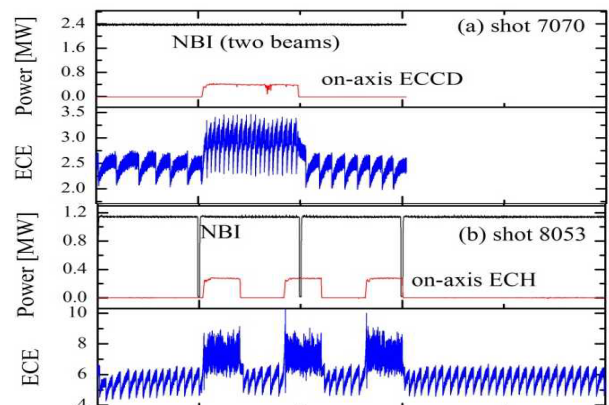 2.4
Power [MW]
NBI (two beams)
(a) shot 7070
1.6
0.8
on-axis ECCD
0.0
3.5
ECE
3.0
2.5
2.0
1.2
Power [MW]
NBI
(b) shot 8053
0.8
0.4
on-axis ECH
0.0
10
ECE
8
6
4